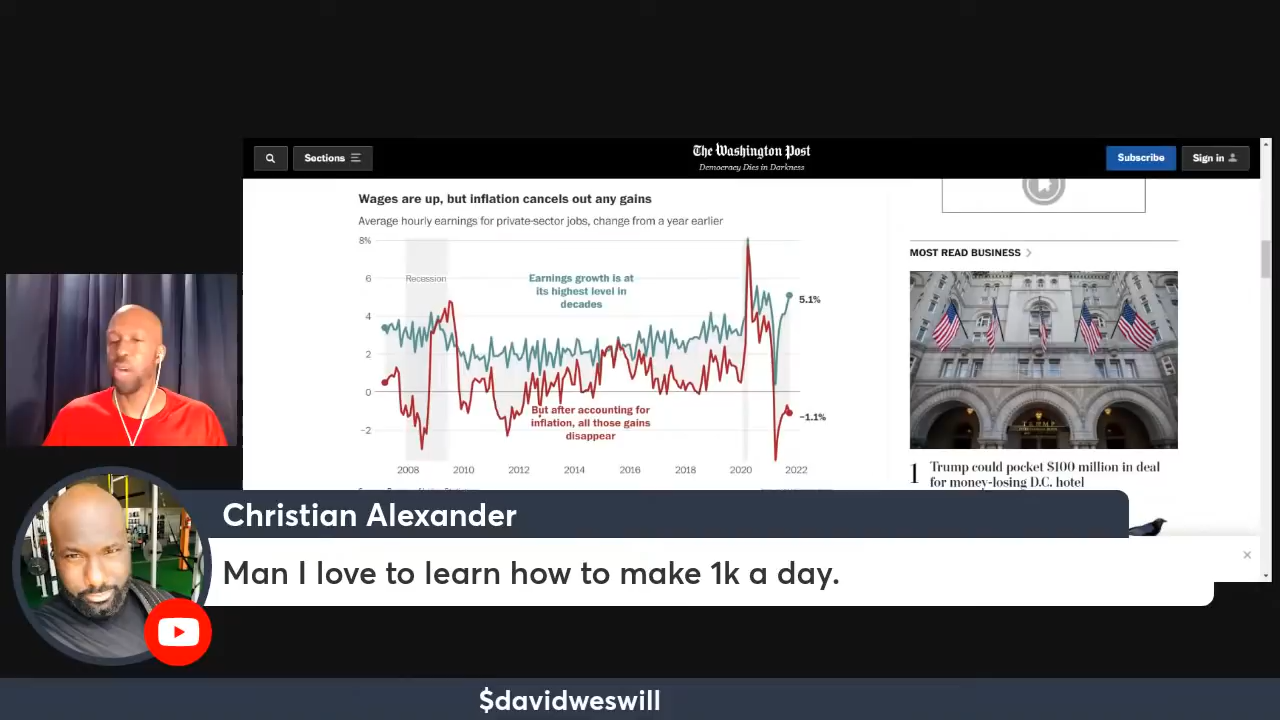 The Washington Post
Democracy Dies in Darkness
Sections
Subscribe
Sign in
Wages are up, but inflation cancels out any gains
Average hourly earnings for private-sector jobs, change from a year earlier
8%
6
4
2
0
−2
Recession
Earnings growth is at
its highest level in
decades
5.1%
But after accounting for
inflation, all those gains
disappear
−1.1%
2008 2010 2012 2014 2016 2018 2020 2022
MOST READ BUSINESS
TRUMP
1 Trump could pocket $100 million in deal
for money-losing D.C. hotel
Christian Alexander
Man I love to learn how to make 1k a day.
$davidweswill